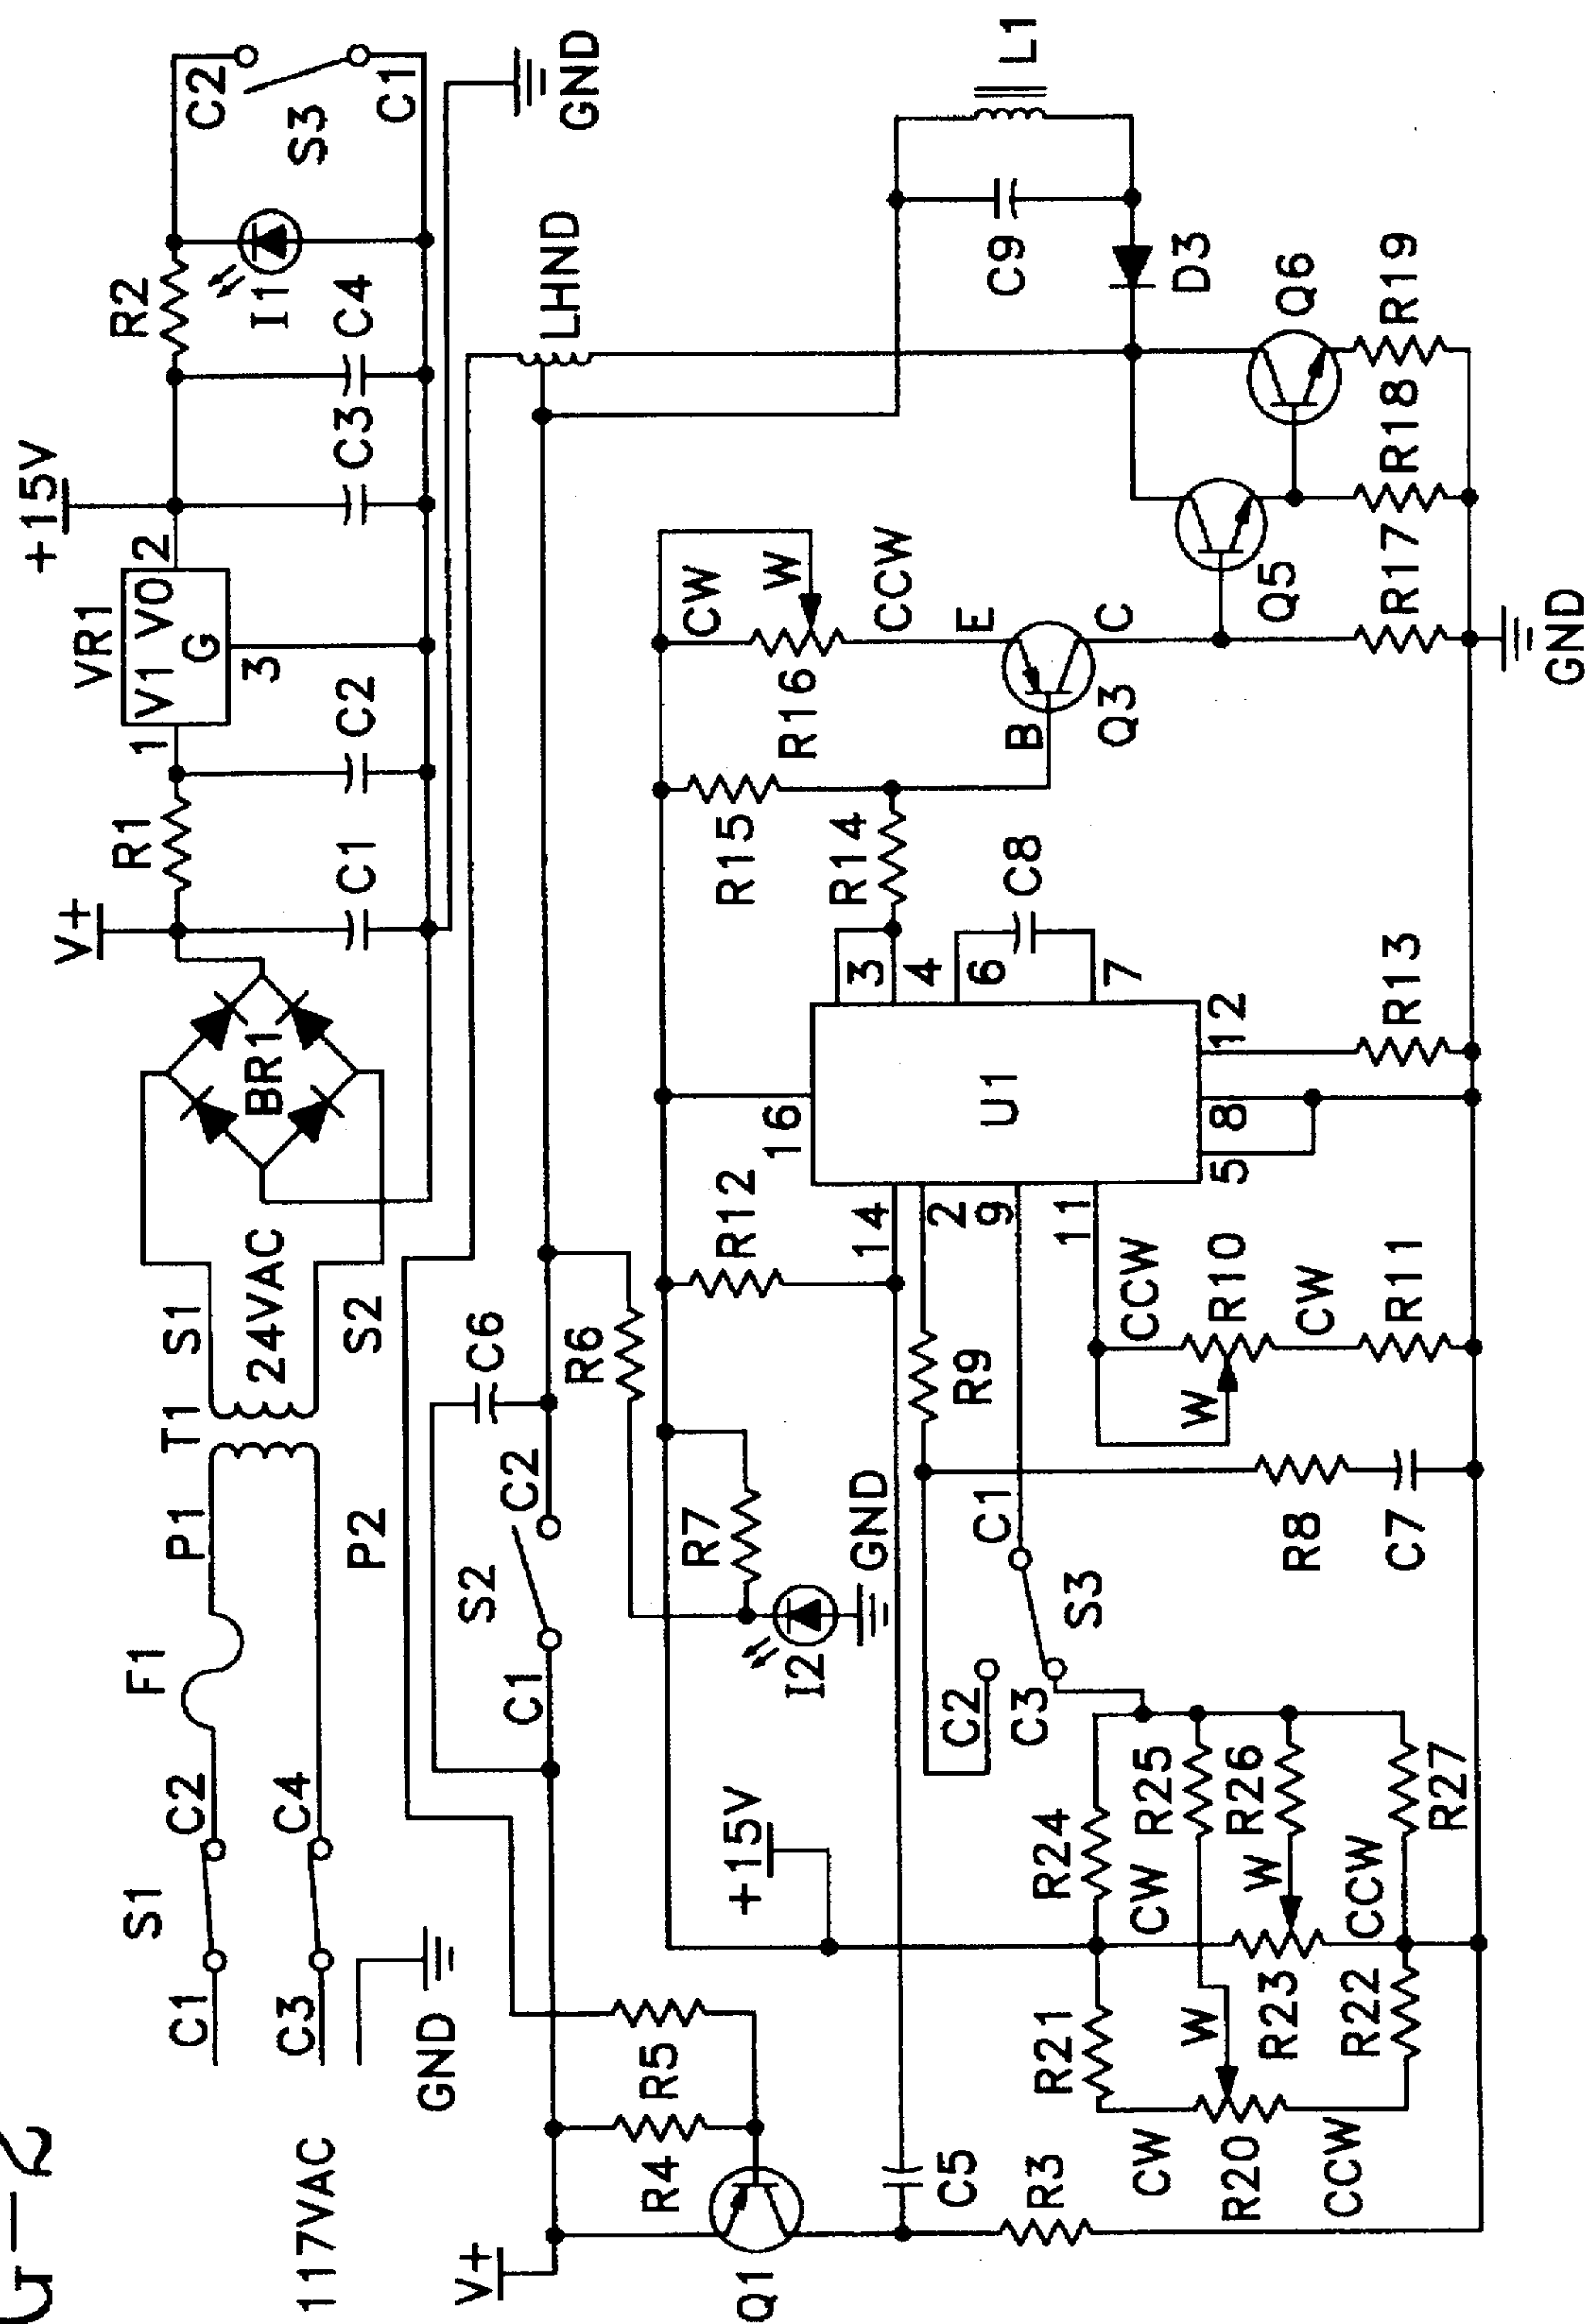 G-2
117VAC
C1
S1
C2
F1
P1
T1
S1
24VAC
BR1
V+
R1
C1
C2
VR1
V1 V0
G
1
2
3
+15V
C3
C4
R2
I1
C2
S3
C1
GND
C3
C4
P2
S2
GND
V+
Q1
R4
R5
C1
S2
C2
C6
R6
LHND
+15V
R7
I2
GND
R12
16
14
2
9
11
U1
3
4
6
7
5
8
12
R15
R14
C8
CW
W
CCW
R16
E
B
C
Q3
L1
C9
D3
C5
R3
C2
C3
C1
S3
R9
R21
R24
CW
R25
CW
R20
W
CCW
R23
W
R26
CCW
R22
R27
R8
C7
CCW
W
R10
CW
R11
R13
Q5
Q6
R17
R18
R19
GND